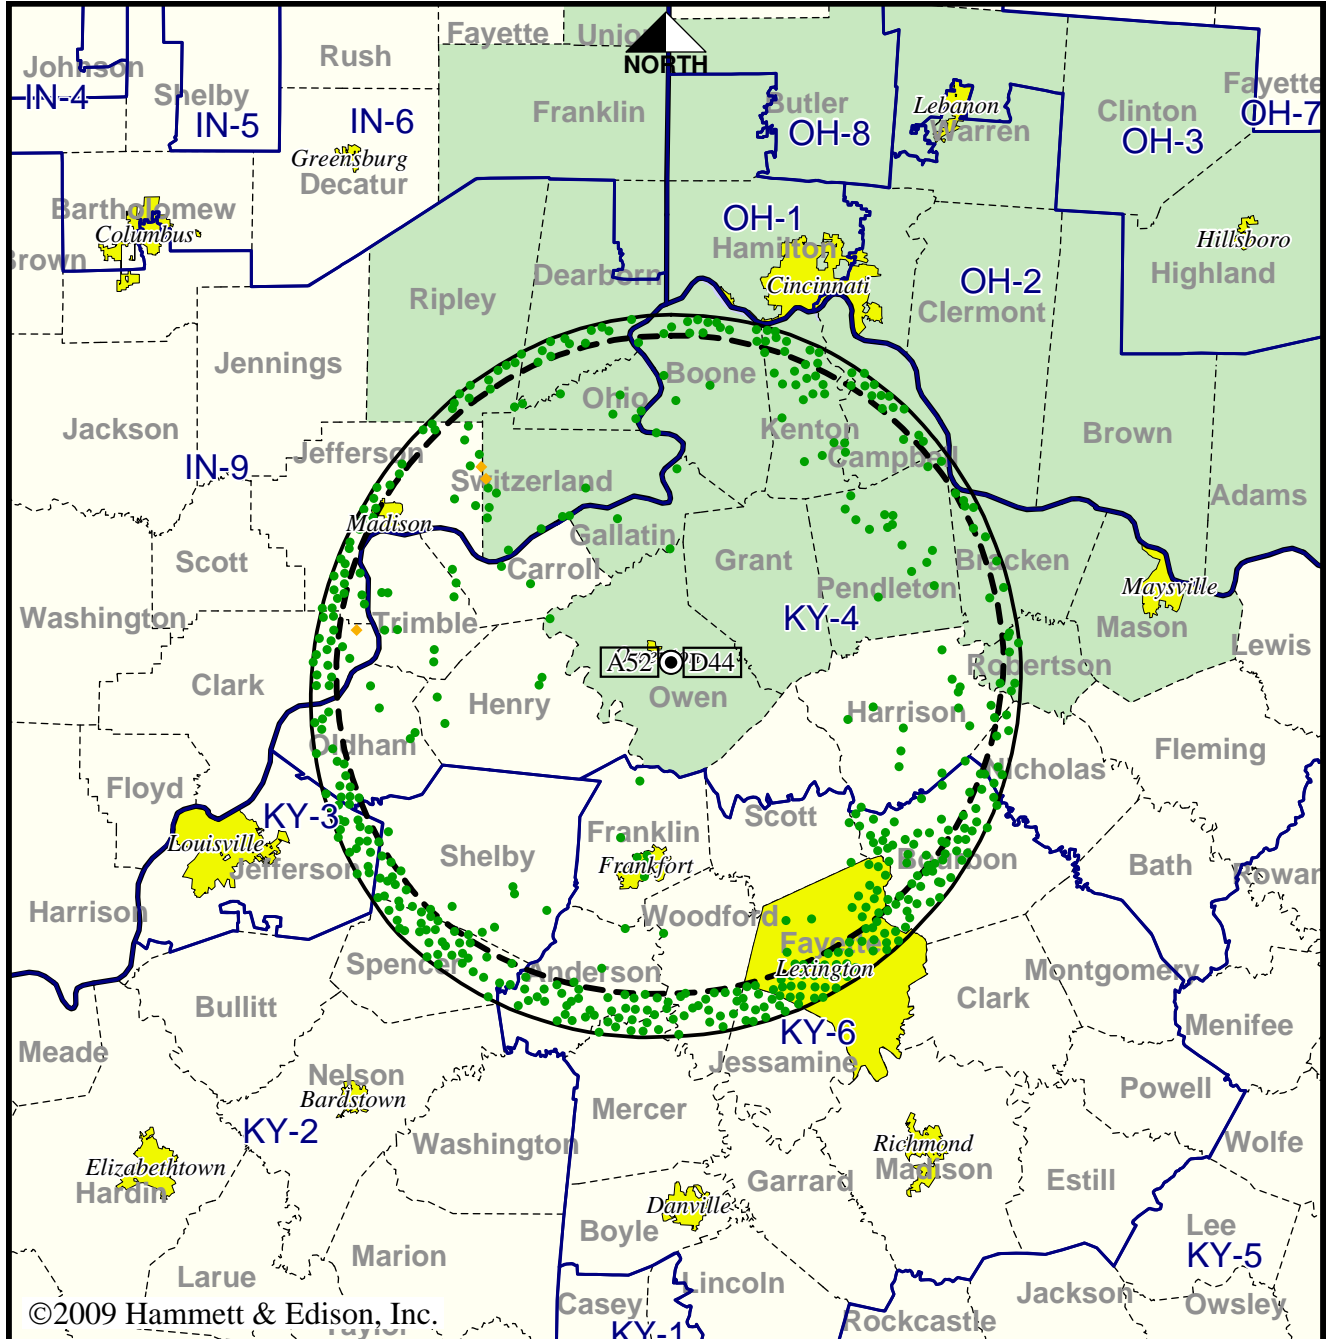 Fayette
Union
NORTH
Rush
Johnson
IN-4
Shelby
IN-5
IN-6
Franklin
Butler
OH-8
Lebanon
Warren
Clinton
OH-3
Fayette
OH-7
Greensburg
Decatur
Bartholomew
Columbus
Brown
OH-1
Hamilton
Cincinnati
Hillsboro
Highland
Dearborn
Ripley
OH-2
Clermont
Jennings
Boone
Ohio
Jackson
Jefferson
IN-9
Kenton
Campbell
Brown
Switzerland
Adams
Madison
Gallatin
Scott
Carroll
Grant
Bracken
Pendleton
Maysville
Washington
Trimble
KY-4
Mason
Lewis
A52
D44
Robertson
Clark
Henry
Owen
Harrison
Oldham
Fleming
Nicholas
Floyd
KY-3
Scott
Franklin
Louisville
Jefferson
Shelby
Frankfort
Bourbon
Bath
Rowan
Harrison
Woodford
Fayette
Lexington
Spencer
Anderson
Montgomery
Bullitt
Clark
KY-6
Menifee
Meade
Jessamine
Nelson
Bardstown
Powell
Mercer
KY-2
Washington
Richmond
Madison
Wolfe
Elizabethtown
Hardin
Garrard
Estill
Danville
Boyle
Lee
KY-5
Marion
Larue
Lincoln
Jackson
Casey
Owsley
©2009 Hammett & Edison, Inc.
Taylor
KY-1
Rockcastle